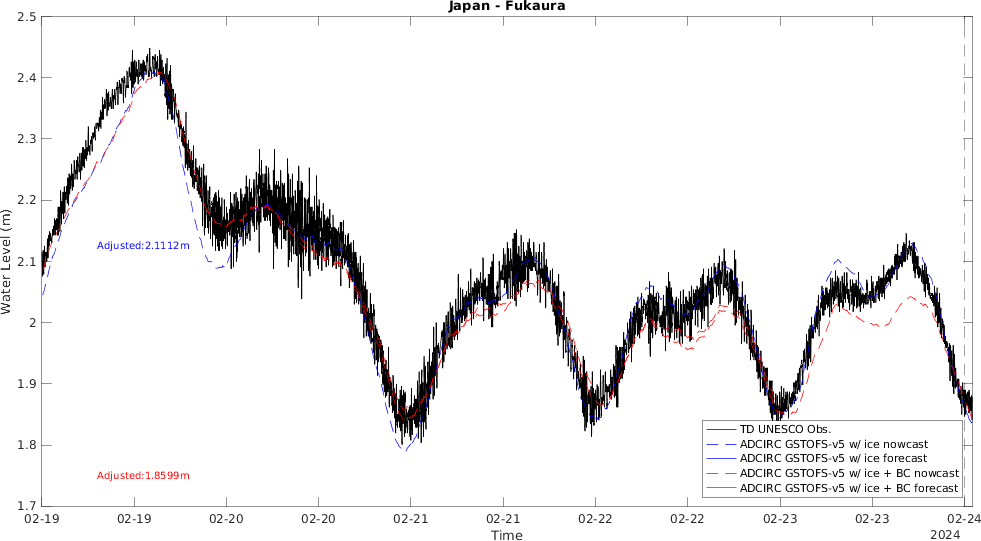 Japan - Fukaura
2.5
2.4
2.3
2.2
2.1
2
1.9
1.8
1.7
Water Level (m)
Adjusted:2.1112m
Adjusted:1.8599m
TD UNESCO Obs.
ADCIRC GSTOFS-v5 w/ ice nowcast
ADCIRC GSTOFS-v5 w/ ice forecast
ADCIRC GSTOFS-v5 w/ ice + BC nowcast
ADCIRC GSTOFS-v5 w/ ice + BC forecast
02-19 02-19 02-20 02-20 02-21 02-21 02-22 02-22 02-23 02-23 02-24
2024
Time